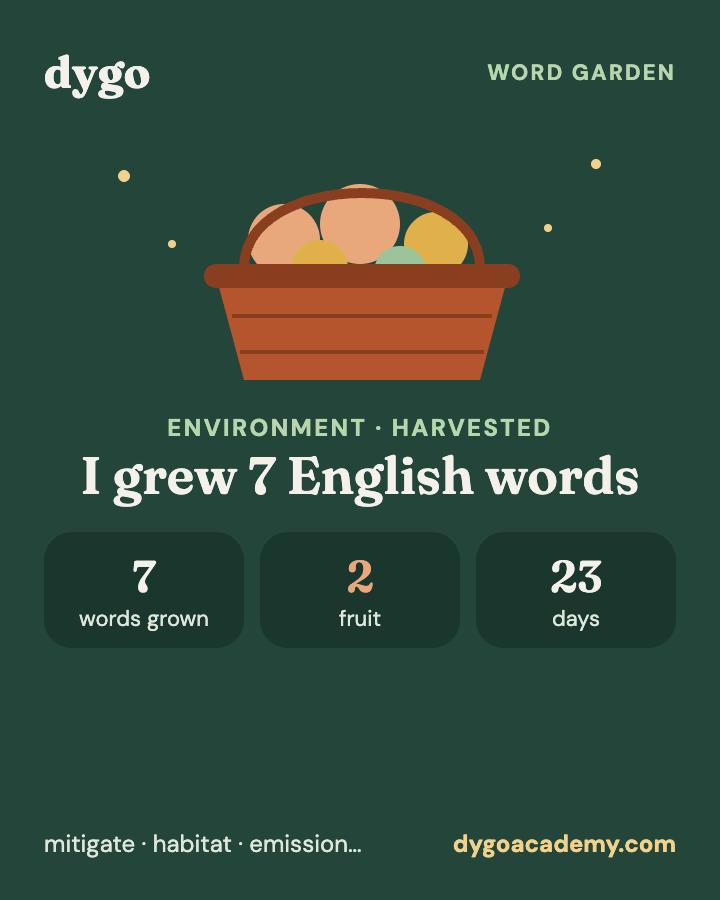 dygo
WORD GARDEN
ENVIRONMENT · HARVESTED
I grew 7 English words
7
words grown
2
fruit
23
days
mitigate · habitat · emission…
dygoacademy.com